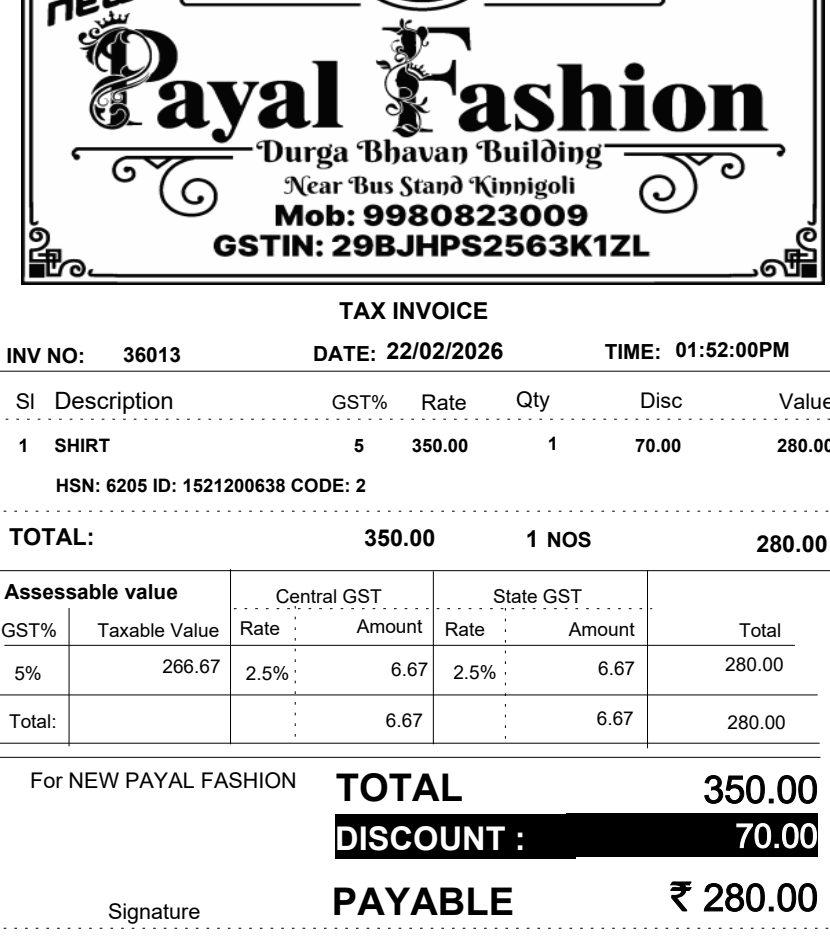 new
Payal Fashion
Durga Bhavan Building
Near Bus Stand Kinnigoli
Mob: 9980823009
GSTIN: 29BJHPS2563K1ZL
TAX INVOICE
INV NO: 36013 DATE: 22/02/2026 TIME: 01:52:00PM
Sl Description GST% Rate Qty Disc Value
1 SHIRT 5 350.00 1 70.00 280.00
HSN: 6205 ID: 1521200638 CODE: 2
TOTAL: 350.00 1 NOS 280.00
Assessable value Central GST State GST
GST% Taxable Value Rate Amount Rate Amount Total
5% 266.67 2.5% 6.67 2.5% 6.67 280.00
Total: 6.67 6.67 280.00
For NEW PAYAL FASHION TOTAL 350.00
DISCOUNT : 70.00
Signature PAYABLE ₹ 280.00